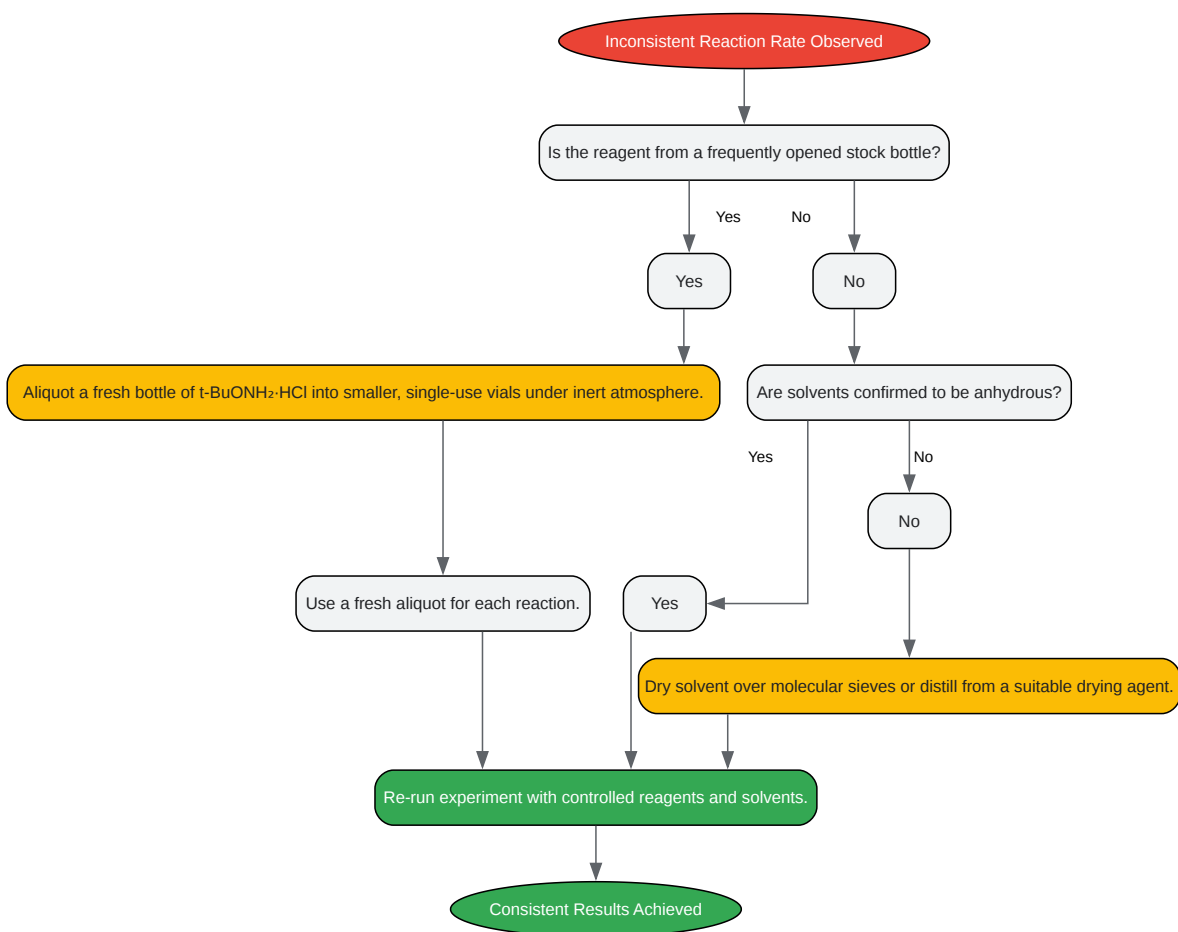 Inconsistent Reaction Rate Observed
Is the reagent from a frequently opened stock bottle?
Yes
No
Yes
No
Aliquot a fresh bottle of t-BuONH₂·HCl into smaller, single-use vials under inert atmosphere.
Are solvents confirmed to be anhydrous?
Yes
No
No
Use a fresh aliquot for each reaction.
Yes
Dry solvent over molecular sieves or distill from a suitable drying agent.
Re-run experiment with controlled reagents and solvents.
Consistent Results Achieved